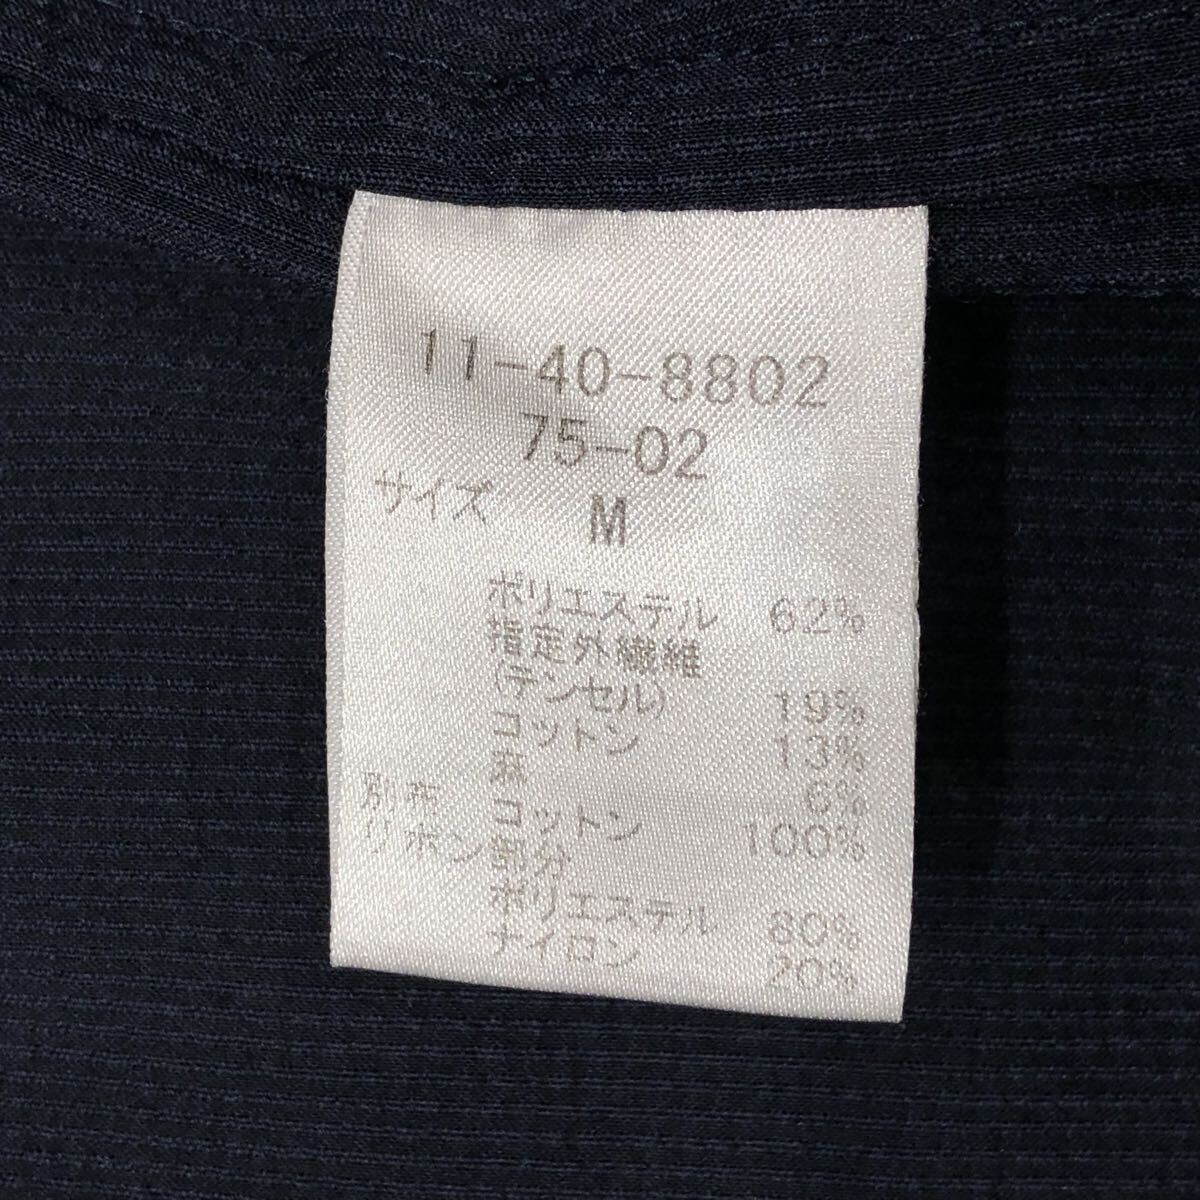 11-40-8802
75-02
サイズ M
ポリエステル 62%
指定外繊維
(テンセル) 19%
コットン 13%
麻 6%
別布 コットン 100%
リボン部分
ポリエステル 80%
ナイロン 20%